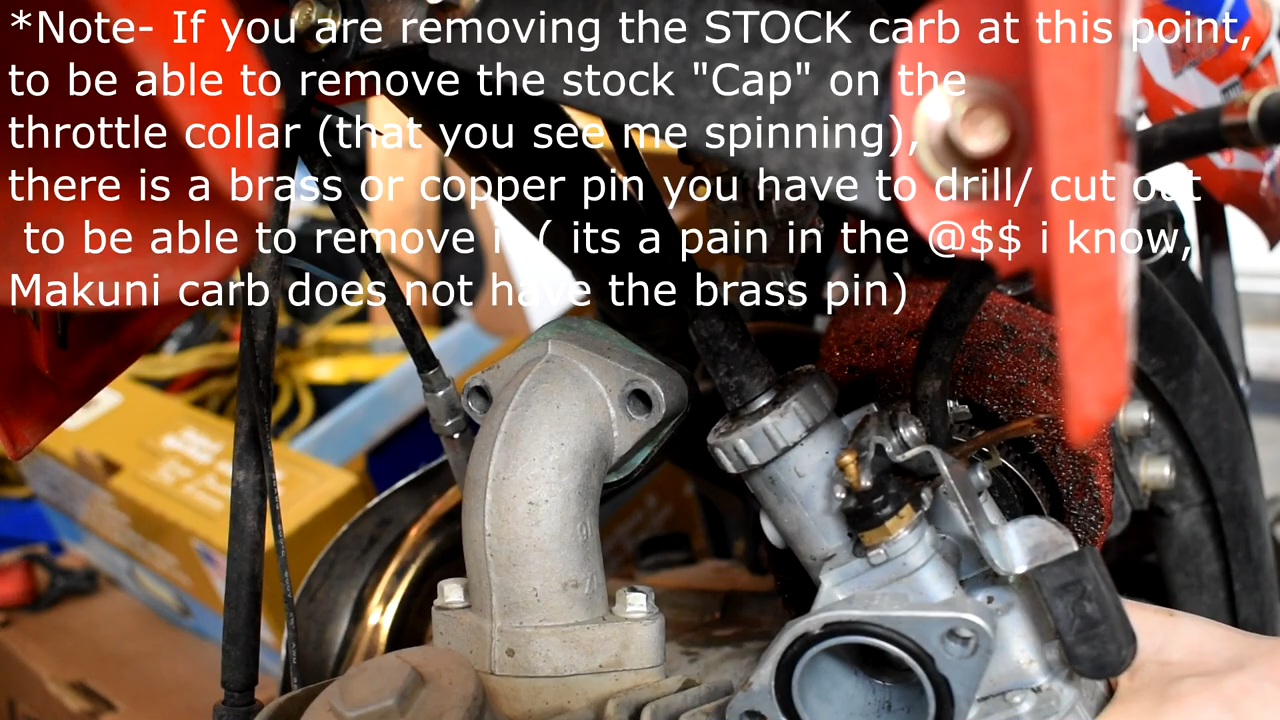 *Note- If you are removing the STOCK carb at this point,
to be able to remove the stock "Cap" on the
throttle collar (that you see me spinning),
there is a brass or copper pin you have to drill/ cut out
to be able to remove it ( its a pain in the @$$ i know,
Makuni carb does not have the brass pin)